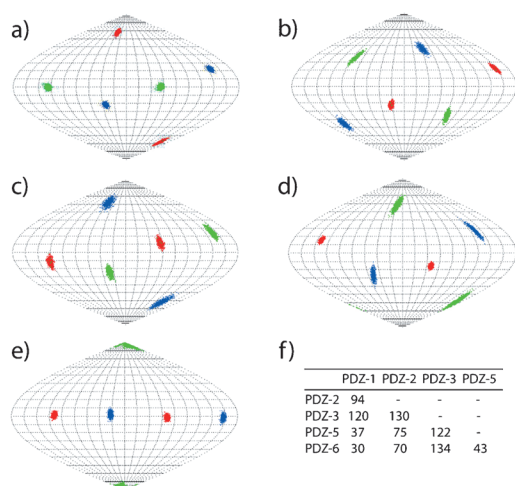 a)
b)
c)
d)
e)
f)
PDZ-1 PDZ-2 PDZ-3 PDZ-5
PDZ-2 94 - - -
PDZ-3 120 130 - -
PDZ-5 37 75 122 -
PDZ-6 30 70 134 43